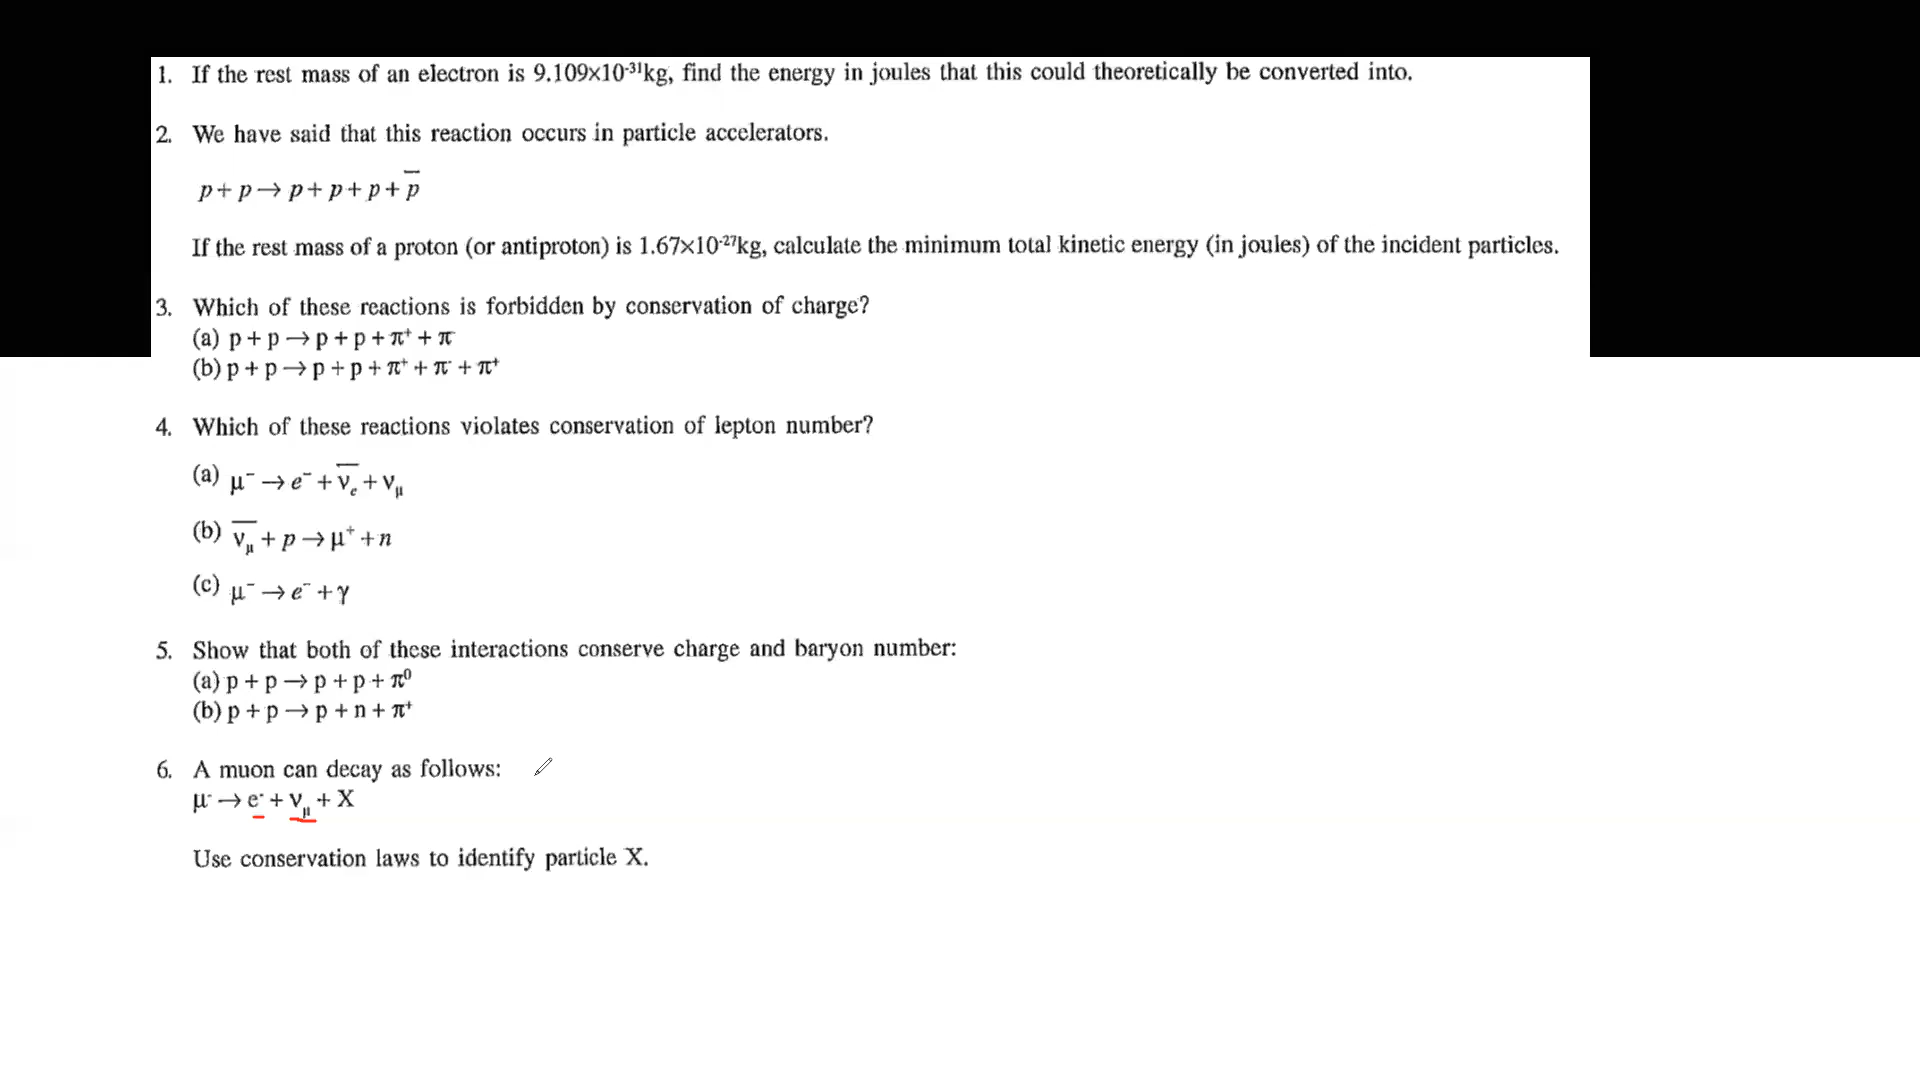 1. If the rest mass of an electron is 9.109×10⁻³¹kg, find the energy in joules that this could theoretically be converted into.
2. We have said that this reaction occurs in particle accelerators.
p + p → p + p + p + p̅
If the rest mass of a proton (or antiproton) is 1.67×10⁻²⁷kg, calculate the minimum total kinetic energy (in joules) of the incident particles.
3. Which of these reactions is forbidden by conservation of charge?
(a) p + p → p + p + π⁺ + π⁻
(b) p + p → p + p + π⁺ + π⁻ + π⁺
4. Which of these reactions violates conservation of lepton number?
(a) μ⁻ → e⁻ + ν̅ₑ + ν_μ
(b) ν̅_μ + p → μ⁺ + n
(c) μ⁻ → e⁻ + γ
5. Show that both of these interactions conserve charge and baryon number:
(a) p + p → p + p + π⁰
(b) p + p → p + n + π⁺
6. A muon can decay as follows:
μ⁻ → e⁻ + ν_μ + X
Use conservation laws to identify particle X.